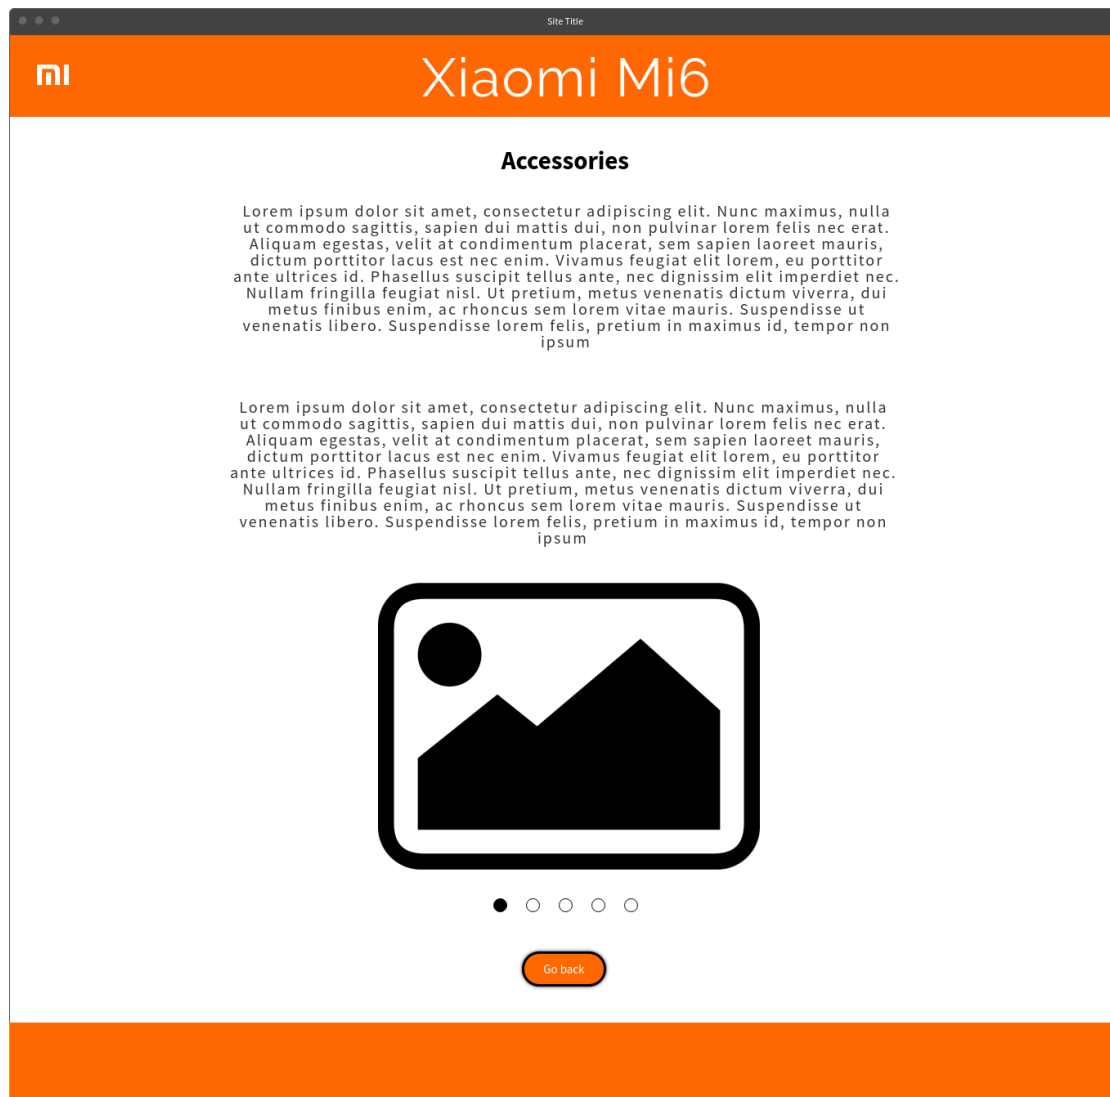 Site Title
mi
Xiaomi Mi6
Accessories
Lorem ipsum dolor sit amet, consectetur adipiscing elit. Nunc maximus, nulla
ut commodo sagittis, sapien dui mattis dui, non pulvinar lorem felis nec erat.
Aliquam egestas, velit at condimentum placerat, sem sapien laoreet mauris,
dictum porttitor lacus est nec enim. Vivamus feugiat elit lorem, eu porttitor
ante ultrices id. Phasellus suscipit tellus ante, nec dignissim elit imperdiet nec.
Nullam fringilla feugiat nisl. Ut pretium, metus venenatis dictum viverra, dui
metus finibus enim, ac rhoncus sem lorem vitae mauris. Suspendisse ut
venenatis libero. Suspendisse lorem felis, pretium in maximus id, tempor non
ipsum
Lorem ipsum dolor sit amet, consectetur adipiscing elit. Nunc maximus, nulla
ut commodo sagittis, sapien dui mattis dui, non pulvinar lorem felis nec erat.
Aliquam egestas, velit at condimentum placerat, sem sapien laoreet mauris,
dictum porttitor lacus est nec enim. Vivamus feugiat elit lorem, eu porttitor
ante ultrices id. Phasellus suscipit tellus ante, nec dignissim elit imperdiet nec.
Nullam fringilla feugiat nisl. Ut pretium, metus venenatis dictum viverra, dui
metus finibus enim, ac rhoncus sem lorem vitae mauris. Suspendisse ut
venenatis libero. Suspendisse lorem felis, pretium in maximus id, tempor non
ipsum
Go back